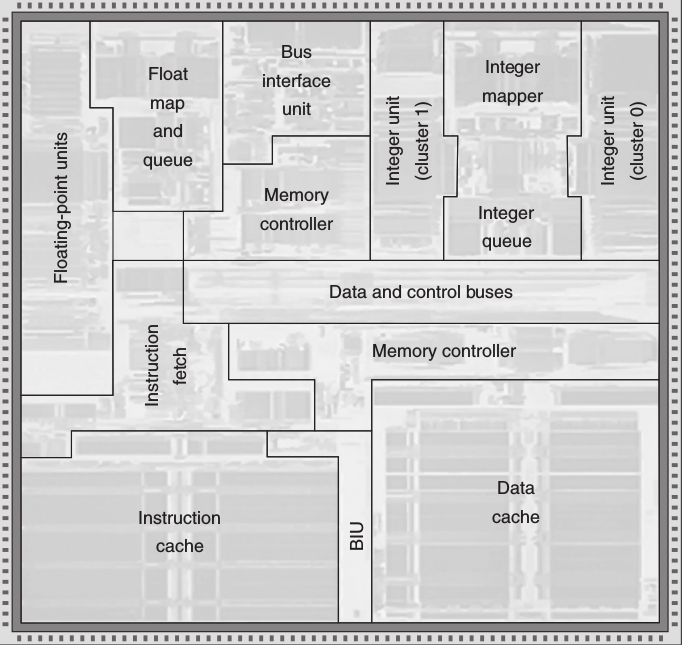 Floating-point units
Float
map
and
queue
Bus
interface
unit
Memory
controller
Integer unit
(cluster 1)
Integer
mapper
Integer
queue
Integer unit
(cluster 0)
Data and control buses
Instruction
fetch
Memory controller
Instruction
cache
BIU
Data
cache